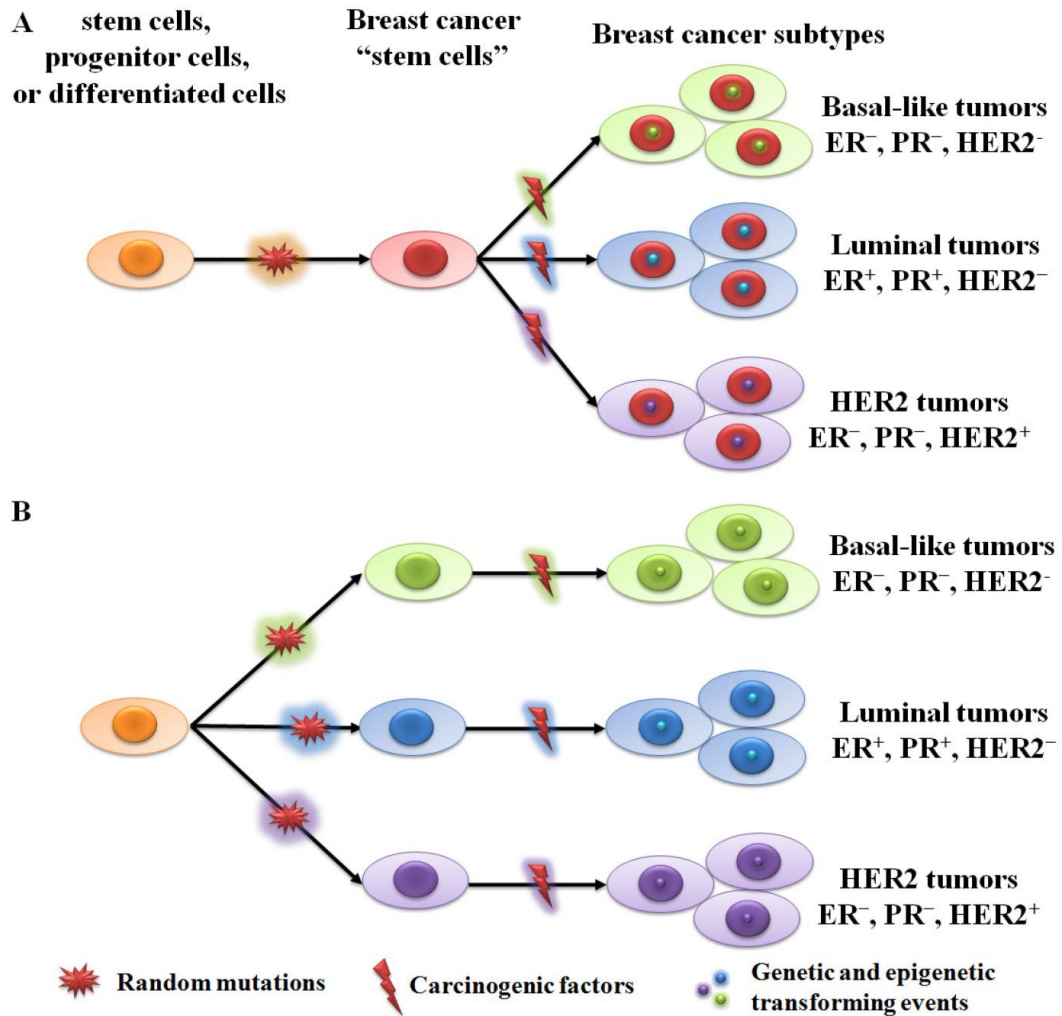 A
stem cells,
progenitor cells,
or differentiated cells
Breast cancer
“stem cells”
Breast cancer subtypes
Basal-like tumors
ER⁻, PR⁻, HER2⁻
Luminal tumors
ER⁺, PR⁺, HER2⁻
HER2 tumors
ER⁻, PR⁻, HER2⁺
B
Basal-like tumors
ER⁻, PR⁻, HER2⁻
Luminal tumors
ER⁺, PR⁺, HER2⁻
HER2 tumors
ER⁻, PR⁻, HER2⁺
Random mutations
Carcinogenic factors
Genetic and epigenetic
transforming events